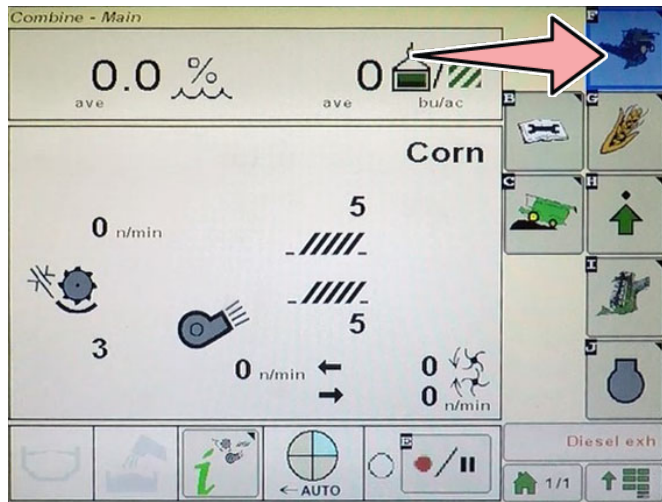 Combine - Main
F
0.0 %
0 /
ave
ave
bu/ac
B
G
Corn
C
H
5
0 n/min
I
5
3
J
0 n/min
0
0 n/min
E
i
/
← AUTO
Diesel exh
1/1